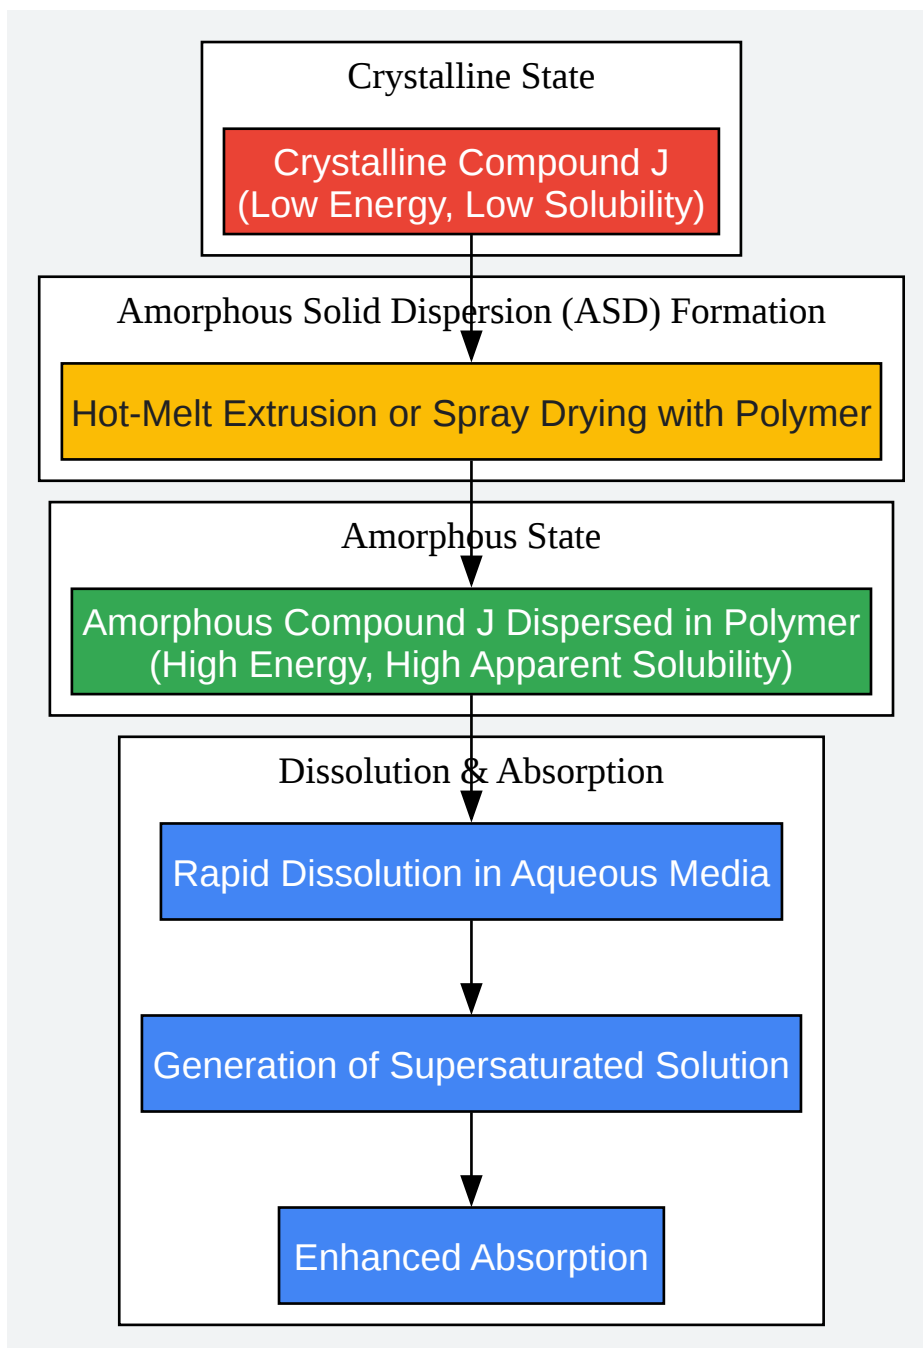 Crystalline State
Crystalline Compound J
(Low Energy, Low Solubility)
Amorphous Solid Dispersion (ASD) Formation
Hot-Melt Extrusion or Spray Drying with Polymer
Amorphous State
Amorphous Compound J Dispersed in Polymer
(High Energy, High Apparent Solubility)
Dissolution & Absorption
Rapid Dissolution in Aqueous Media
Generation of Supersaturated Solution
Enhanced Absorption